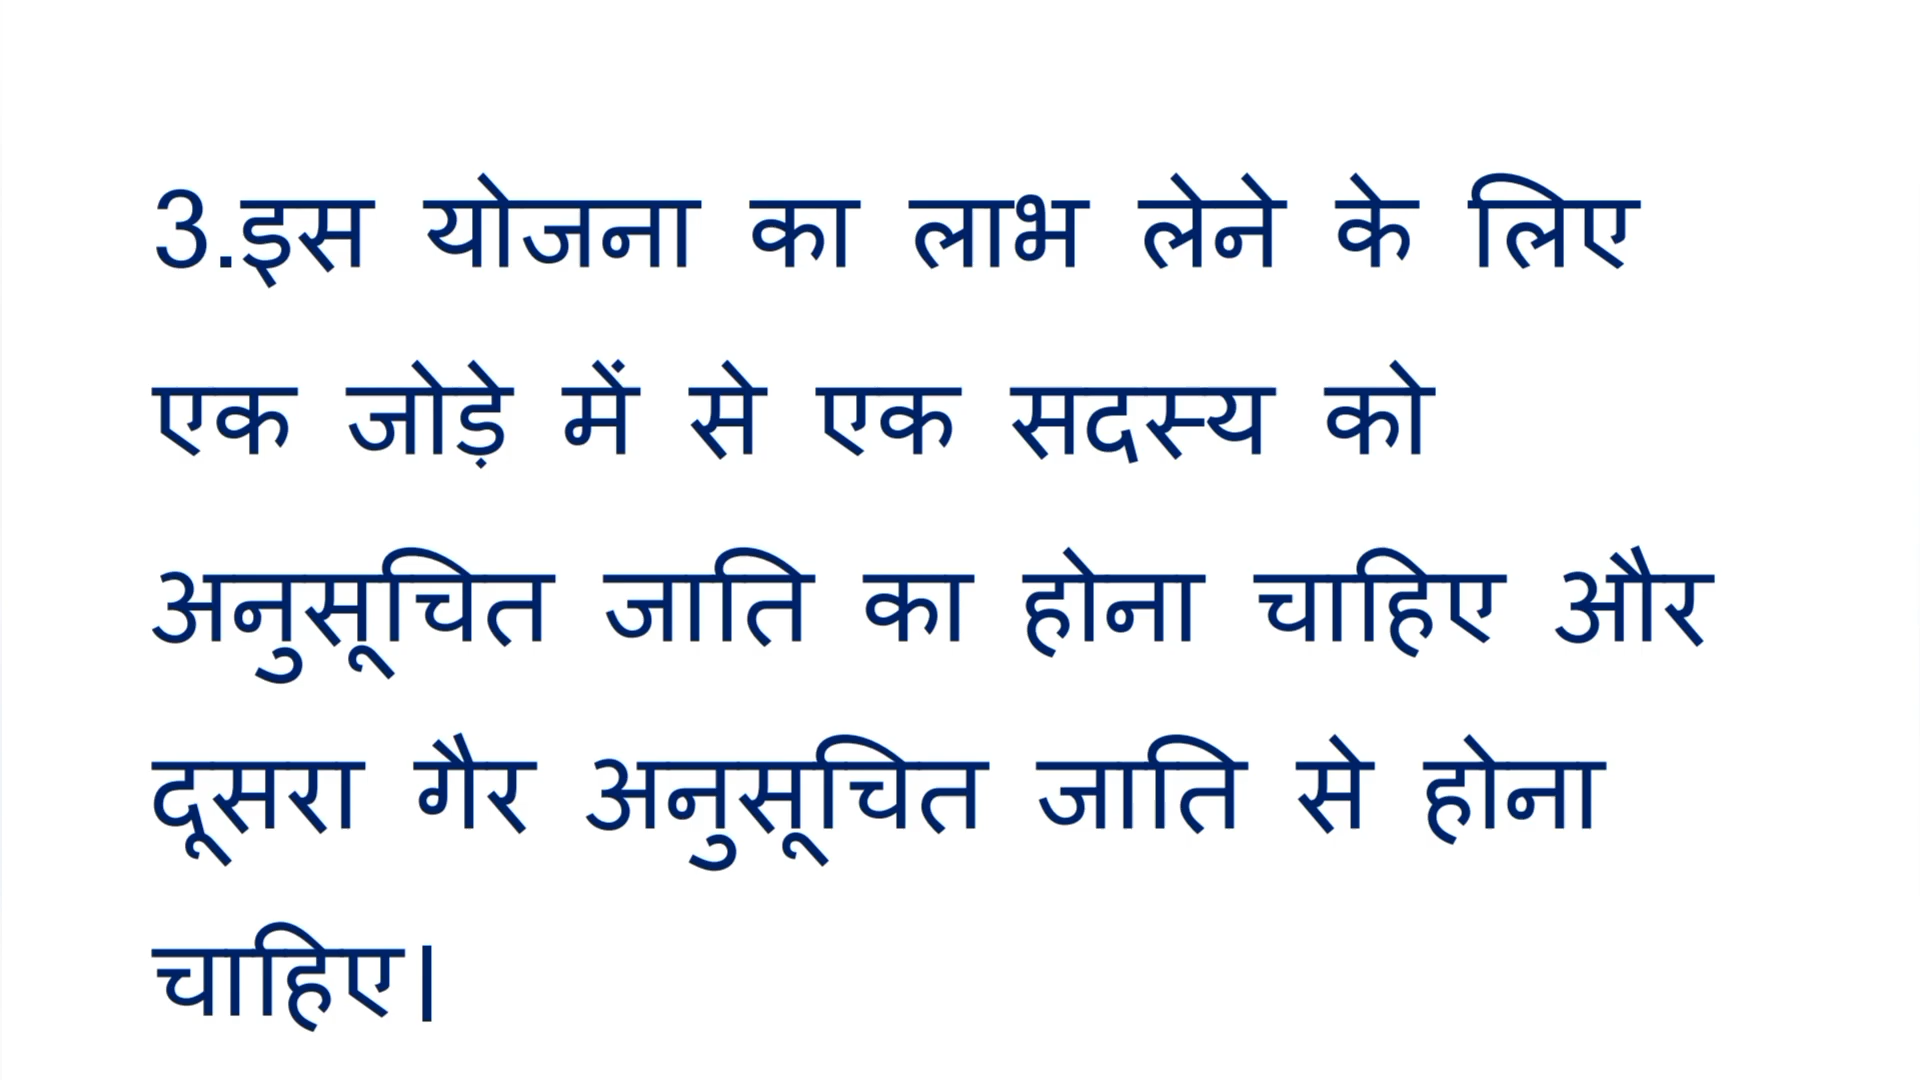 3.इस योजना का लाभ लेने के लिए
एक जोड़े में से एक सदस्य को
अनुसूचित जाति का होना चाहिए और
दूसरा गैर अनुसूचित जाति से होना
चाहिए।